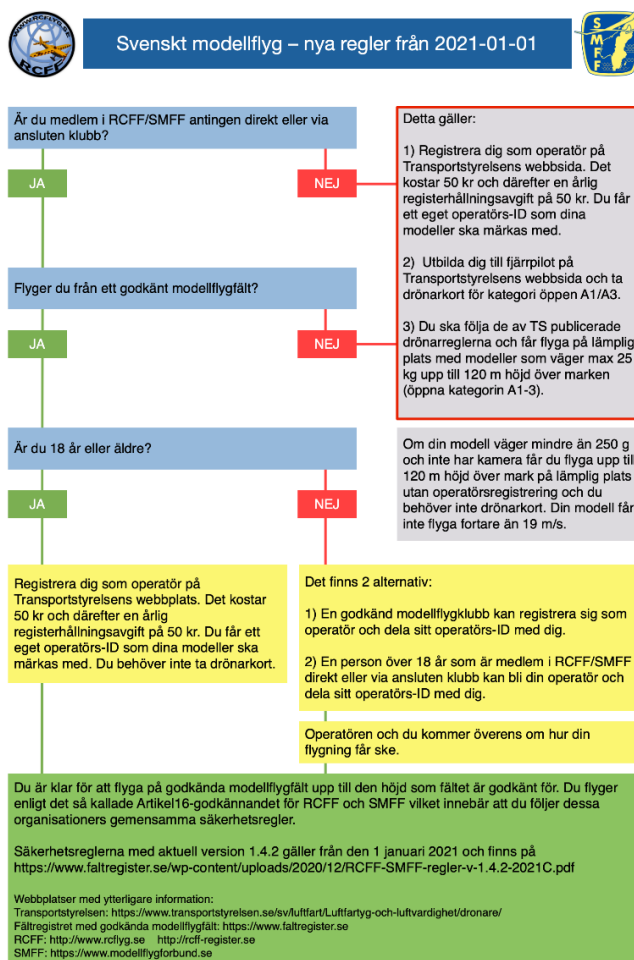 WWW.RCFLYG.SE
RCFF
Svenskt modellflyg – nya regler från 2021-01-01
SMFF
Är du medlem i RCFF/SMFF antingen direkt eller via
ansluten klubb?
JA
NEJ
Detta gäller:
1) Registrera dig som operatör på
Transportstyrelsens webbsida. Det
kostar 50 kr och därefter en årlig
registerhållningsavgift på 50 kr. Du får
ett eget operatörs-ID som dina
modeller ska märkas med.
2) Utbilda dig till fjärrpilot på
Transportstyrelsens webbsida och ta
drönarkort för kategori öppen A1/A3.
3) Du ska följa de av TS publicerade
drönarreglerna och får flyga på lämplig
plats med modeller som väger max 25
kg upp till 120 m höjd över marken
(öppna kategorin A1-3).
Flyger du från ett godkänt modellflygfält?
JA
NEJ
Är du 18 år eller äldre?
JA
NEJ
Om din modell väger mindre än 250 g
och inte har kamera får du flyga upp till
120 m höjd över mark på lämplig plats
utan operatörsregistrering och du
behöver inte drönarkort. Din modell får
inte flyga fortare än 19 m/s.
Registrera dig som operatör på
Transportstyrelsens webbplats. Det kostar
50 kr och därefter en årlig
registerhållningsavgift på 50 kr. Du får ett
eget operatörs-ID som dina modeller ska
märkas med. Du behöver inte ta drönarkort.
Det finns 2 alternativ:
1) En godkänd modellflygklubb kan registrera sig som
operatör och dela sitt operatörs-ID med dig.
2) En person över 18 år som är medlem i RCFF/SMFF
direkt eller via ansluten klubb kan bli din operatör och
dela sitt operatörs-ID med dig.
Operatören och du kommer överens om hur din
flygning får ske.
Du är klar för att flyga på godkända modellflygfält upp till den höjd som fältet är godkänt för. Du flyger
enligt det så kallade Artikel16-godkännandet för RCFF och SMFF vilket innebär att du följer dessa
organisationers gemensamma säkerhetsregler.
Säkerhetsreglerna med aktuell version 1.4.2 gäller från den 1 januari 2021 och finns på
https://www.faltregister.se/wp-content/uploads/2020/12/RCFF-SMFF-regler-v-1.4.2-2021C.pdf
Webbplatser med ytterligare information:
Transportstyrelsen: https://www.transportstyrelsen.se/sv/luftfart/Luftfartyg-och-luftvardighet/dronare/
Fältregistret med godkända modellflygfält: https://www.faltregister.se
RCFF: http://www.rcflyg.se http://rcff-register.se
SMFF: https://www.modellflygforbund.se